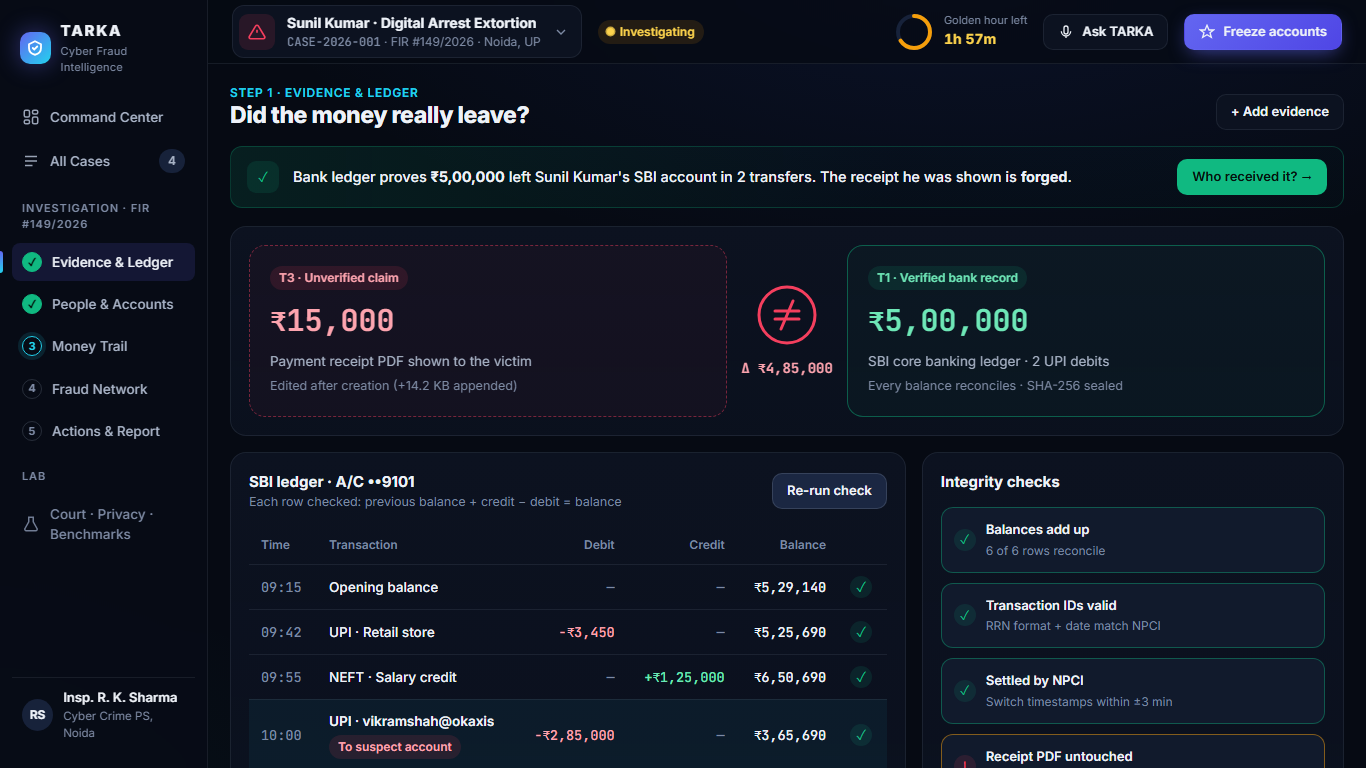 TARKA
Cyber Fraud
Intelligence
Command Center
All Cases
4
INVESTIGATION · FIR
#149/2026
Evidence & Ledger
People & Accounts
3
Money Trail
4
Fraud Network
5
Actions & Report
LAB
Court · Privacy ·
Benchmarks
RS
Insp. R. K. Sharma
Cyber Crime PS,
Noida
Sunil Kumar · Digital Arrest Extortion
CASE-2026-001 · FIR #149/2026 · Noida, UP
Investigating
Golden hour left
1h 57m
Ask TARKA
Freeze accounts
STEP 1 · EVIDENCE & LEDGER
Did the money really leave?
+ Add evidence
✓
Bank ledger proves ₹5,00,000 left Sunil Kumar's SBI account in 2 transfers. The receipt he was shown is forged.
Who received it? →
T3 · Unverified claim
₹15,000
Payment receipt PDF shown to the victim
Edited after creation (+14.2 KB appended)
≠
Δ ₹4,85,000
T1 · Verified bank record
₹5,00,000
SBI core banking ledger · 2 UPI debits
Every balance reconciles · SHA-256 sealed
SBI ledger · A/C ••9101
Each row checked: previous balance + credit − debit = balance
Re-run check
Time Transaction Debit Credit Balance
09:15 Opening balance — — ₹5,29,140 ✓
09:42 UPI · Retail store -₹3,450 — ₹5,25,690 ✓
09:55 NEFT · Salary credit — +₹1,25,000 ₹6,50,690 ✓
10:00 UPI · vikramshah@okaxis -₹2,85,000 — ₹3,65,690 ✓
To suspect account
Integrity checks
✓ Balances add up
6 of 6 rows reconcile
✓ Transaction IDs valid
RRN format + date match NPCI
✓ Settled by NPCI
Switch timestamps within ±3 min
! Receipt PDF untouched